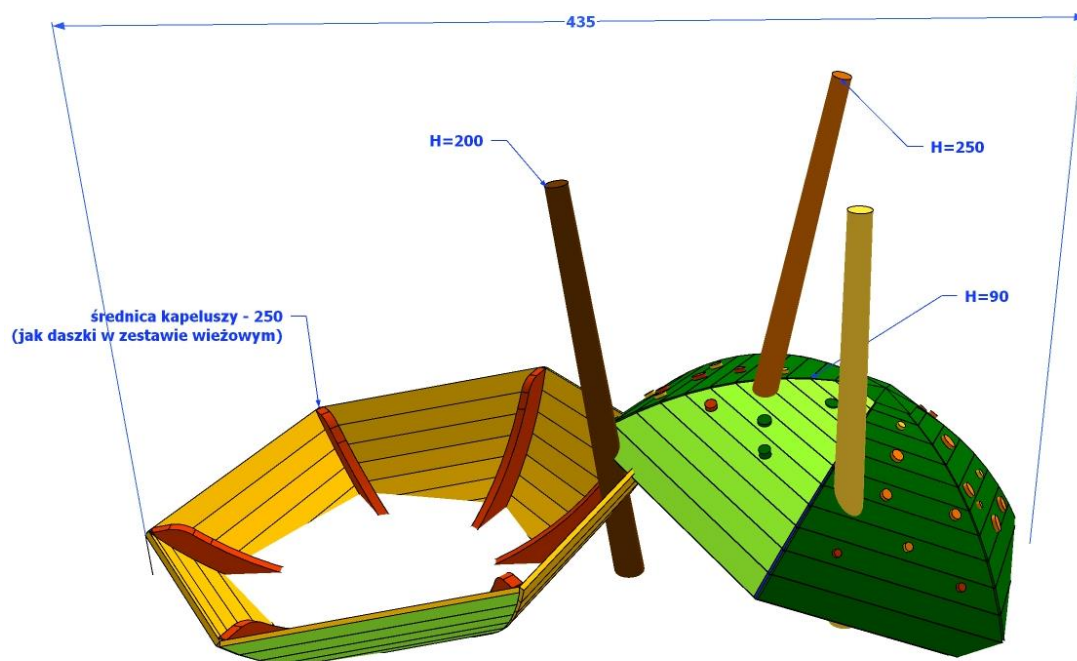 435
H=200
H=250
H=90
średnica kapeluszy - 250
(jak daszki w zestawie wieżowym)